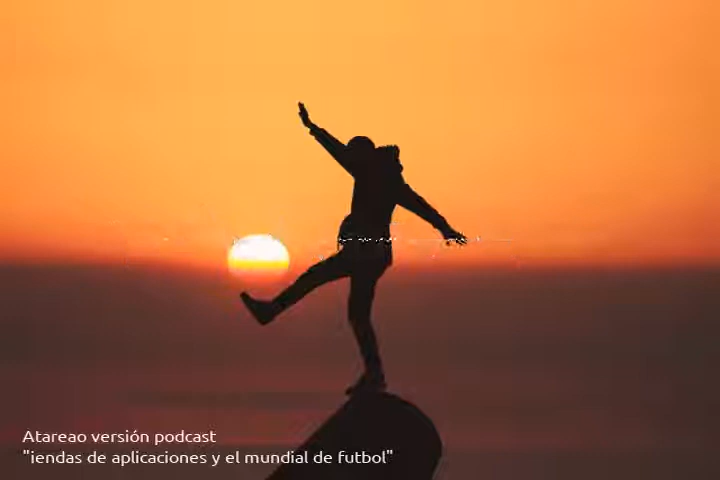 Atareao versión podcast
"iendas de aplicaciones y el mundial de futbol"